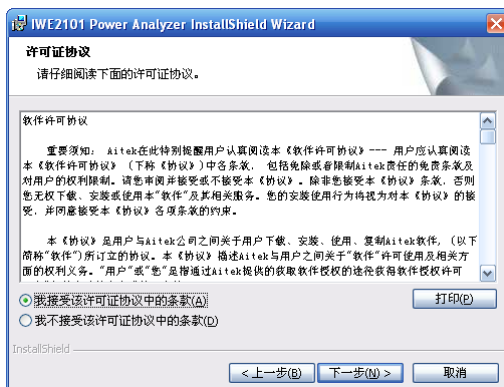 IWE2101 Power Analyzer InstallShield Wizard
许可证协议
请仔细阅读下面的许可证协议。
软件许可协议
重要须知： Aitek在此特别提醒用户认真阅读本《软件许可协议》--- 用户应认真阅读
本《软件许可协议》（下称《协议》)中各条款， 包括免除或者限制Aitek责任的免责条款及
对用户的权利限制。请您审阅并接受或不接受本《协议》。除非您接受本《协议》条款，否则
您无权下载、安装或使用本"软件"及其相关服务。您的安装使用行为将视为对本《协议》的接
受，并同意接受本《协议》各项条款的约束。
本《协议》是用户与Aitek公司之间关于用户下载、安装、使用、复制Aitek软件，（以下
简称"软件")所订立的协议。本《协议》描述Aitek与用户之间关于"软件"许可使用及相关方
面的权利义务。"用户"或"您"是指通过Aitek提供的获取软件授权的途径获得软件授权许可
我接受该许可证协议中的条款(A)
打印(P)
我不接受该许可证协议中的条款(D)
InstallShield
< 上一步(B)
下一步(N) >
取消